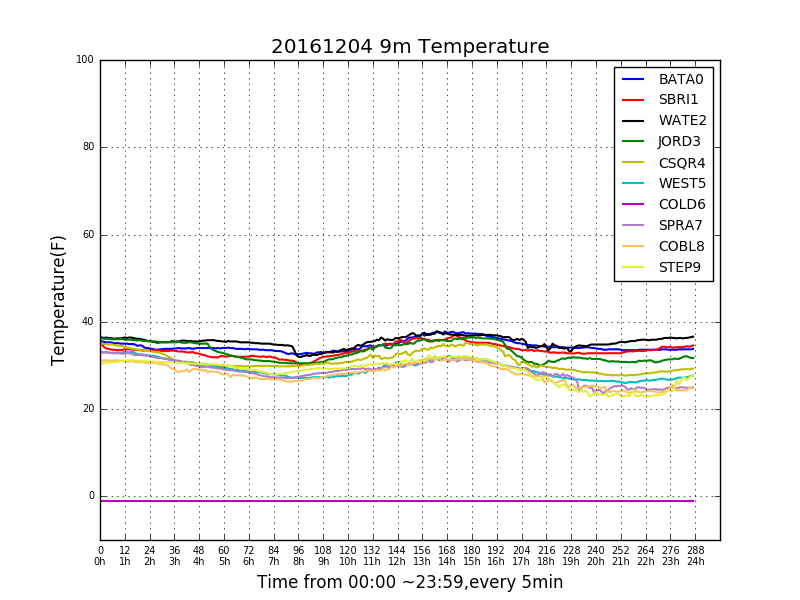 20161204 9m Temperature
100
80
60
40
20
0
Temperature(F)
BATA0
SBRI1
WATE2
JORD3
CSQR4
WEST5
COLD6
SPRA7
COBL8
STEP9
0 12 24 36 48 60 72 84 96 108 120 132 144 156 168 180 192 204 216 228 240 252 264 276 288
0h 1h 2h 3h 4h 5h 6h 7h 8h 9h 10h 11h 12h 13h 14h 15h 16h 17h 18h 19h 20h 21h 22h 23h 24h
Time from 00:00 ~23:59,every 5min